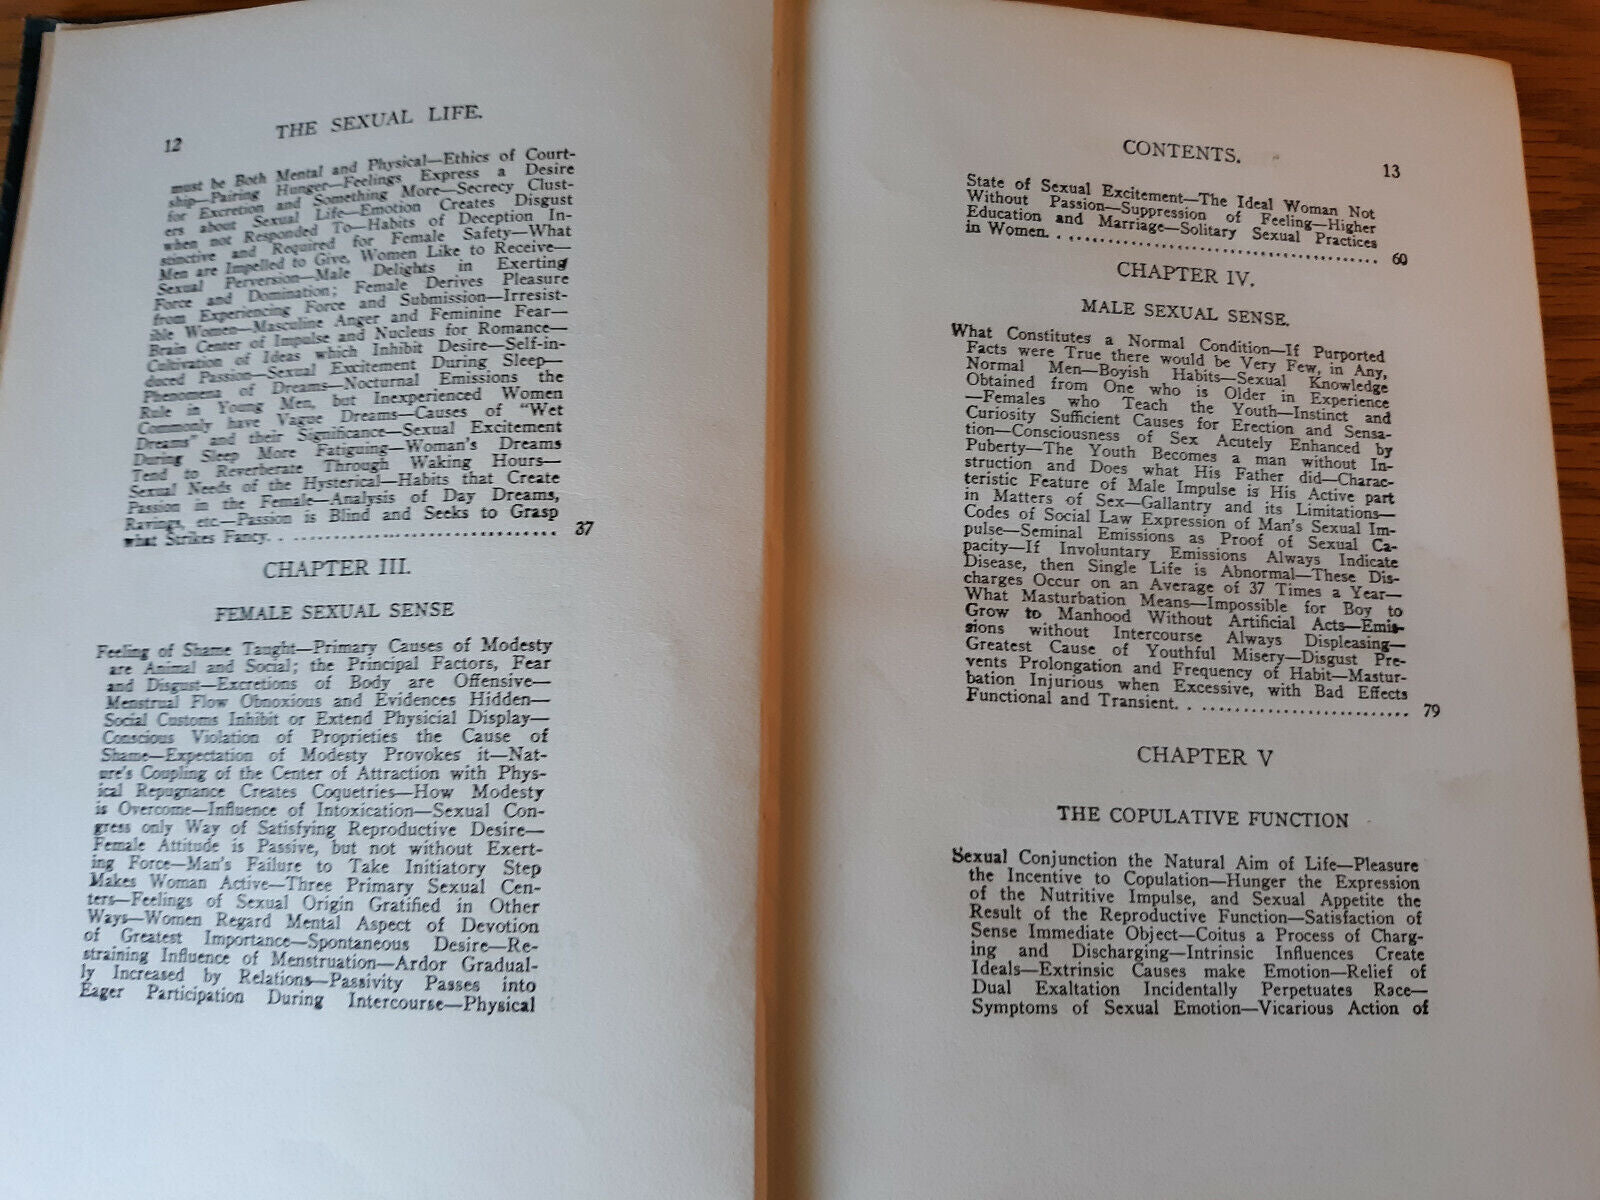 12
THE SEXUAL LIFE.
must be Both Mental and Physical—Ethics of Court-
ship—Pairing Hunger—Feelings Express a Desire
for Excretion and Something More—Secrecy Clust-
ers about Sexual Life—Emotion Creates Disgust
when not Responded To—Habits of Deception In-
stinctive and Required for Female Safety—What
Men are Impelled to Give, Women Like to Receive—
Sexual Perversion—Male Delights in Exerting
Force and Domination; Female Derives Pleasure
from Experiencing Force and Submission—Irresist-
ible Women—Masculine Anger and Feminine Fear—
Brain Center of Impulse and Nucleus for Romance—
Cultivation of Ideas which Inhibit Desire—Self-in-
duced Passion—Sexual Excitement During Sleep—
Phenomena of Dreams—Nocturnal Emissions the
Rule in Young Men, but Inexperienced Women
Commonly have Vague Dreams—Causes of "Wet
Dreams" and their Significance—Sexual Excitement
During Sleep More Fatiguing—Woman's Dreams
Tend to Reverberate Through Waking Hours—
Sexual Needs of the Hysterical—Habits that Create
Passion in the Female—Analysis of Day Dreams,
Ravings, etc.—Passion is Blind and Seeks to Grasp
what Strikes Fancy. . ................................ 37
CHAPTER III.
FEMALE SEXUAL SENSE
Feeling of Shame Taught—Primary Causes of Modesty
are Animal and Social; the Principal Factors, Fear
and Disgust—Excretions of Body are Offensive—
Menstrual Flow Obnoxious and Evidences Hidden—
Social Customs Inhibit or Extend Physicial Display—
Conscious Violation of Proprieties the Cause of
Shame—Expectation of Modesty Provokes it—Nat-
ure's Coupling of the Center of Attraction with Phys-
ical Repugnance Creates Coquetries—How Modesty
is Overcome—Influence of Intoxication—Sexual Con-
gress only Way of Satisfying Reproductive Desire—
Female Attitude is Passive, but not without Exert-
ing Force—Man's Failure to Take Initiatory Step
Makes Woman Active—Three Primary Sexual Cen-
ters—Feelings of Sexual Origin Gratified in Other
Ways—Women Regard Mental Aspect of Devotion
of Greatest Importance—Spontaneous Desire—Re-
straining Influence of Menstruation—Ardor Gradual-
ly Increased by Relations—Passivity Passes into
Eager Participation During Intercourse—Physical
CONTENTS.
13
State of Sexual Excitement—The Ideal Woman Not
Without Passion—Suppression of Feeling—Higher
Education and Marriage—Solitary Sexual Practices
in Women. . ..................................... 60
CHAPTER IV.
MALE SEXUAL SENSE.
What Constitutes a Normal Condition—If Purported
Facts were True there would be Very Few, in Any,
Normal Men—Boyish Habits—Sexual Knowledge
Obtained from One who is Older in Experience
—Females who Teach the Youth—Instinct and
Curiosity Sufficient Causes for Erection and Sensa-
tion—Consciousness of Sex Acutely Enhanced by
Puberty—The Youth Becomes a man without In-
struction and Does what His Father did—Charac-
teristic Feature of Male Impulse is His Active part
in Matters of Sex—Gallantry and its Limitations—
Codes of Social Law Expression of Man's Sexual Im-
pulse—Seminal Emissions as Proof of Sexual Ca-
pacity—If Involuntary Emissions Always Indicate
Disease, then Single Life is Abnormal—These Dis-
charges Occur on an Average of 37 Times a Year—
What Masturbation Means—Impossible for Boy to
Grow to Manhood Without Artificial Acts—Emis-
sions without Intercourse Always Displeasing—
Greatest Cause of Youthful Misery—Disgust Pre-
vents Prolongation and Frequency of Habit—Mastur-
bation Injurious when Excessive, with Bad Effects
Functional and Transient. . .......................... 79
CHAPTER V
THE COPULATIVE FUNCTION
Sexual Conjunction the Natural Aim of Life—Pleasure
the Incentive to Copulation—Hunger the Expression
of the Nutritive Impulse, and Sexual Appetite the
Result of the Reproductive Function—Satisfaction of
Sense Immediate Object—Coitus a Process of Charg-
ing and Discharging—Intrinsic Influences Create
Ideals—Extrinsic Causes make Emotion—Relief of
Dual Exaltation Incidentally Perpetuates Race—
Symptoms of Sexual Emotion—Vicarious Action of